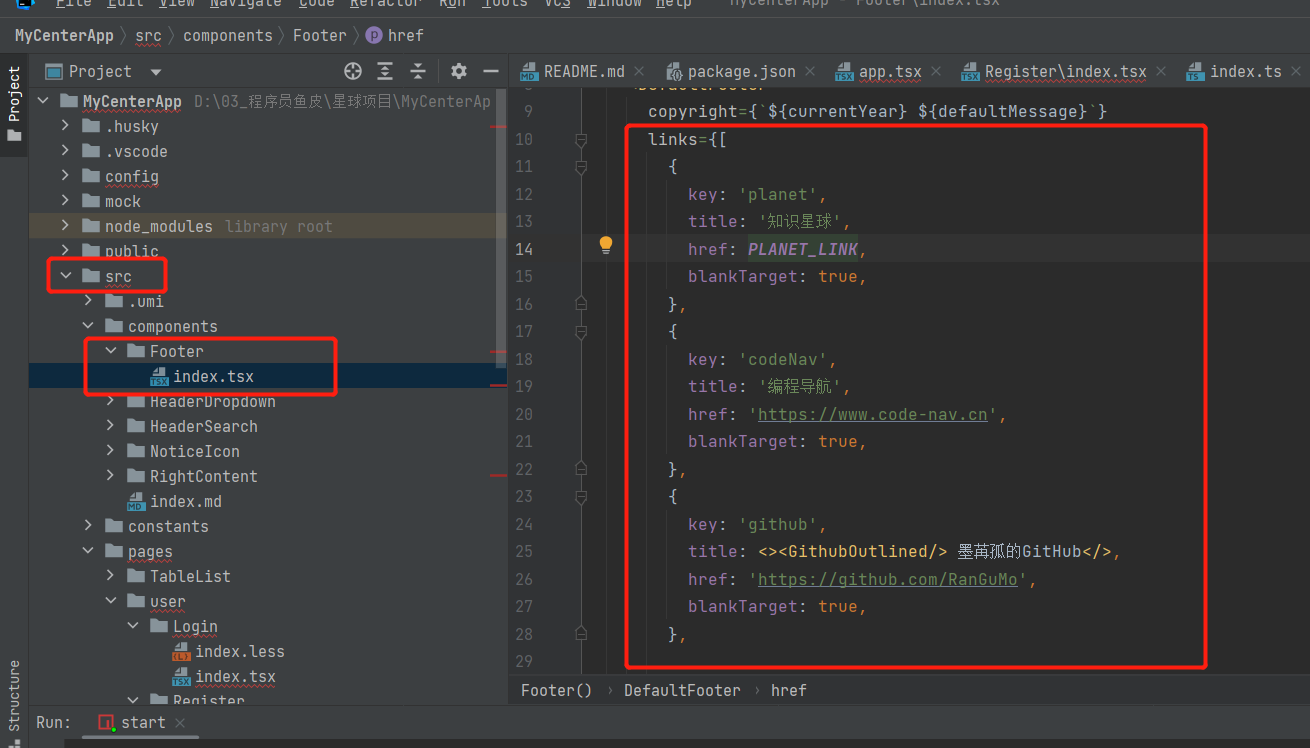 File Edit View Navigate Code Refactor Run Tools VCS Window Help MyCenterApp - Footer\index.tsx
MyCenterApp src components Footer href
Project
Project
README.md package.json app.tsx Register\index.tsx index.ts
MyCenterApp D:\03_程序员鱼皮\星球项目\MyCenterAp
.husky
.vscode
config
mock
node_modules library root
public
src
.umi
components
Footer
index.tsx
HeaderDropdown
HeaderSearch
NoticeIcon
RightContent
index.md
constants
pages
TableList
user
Login
index.less
index.tsx
Register
<DefaultFooter
9 copyright={`${currentYear} ${defaultMessage}`}
10 links={[
11 {
12 key: 'planet',
13 title: '知识星球',
14 href: PLANET_LINK,
15 blankTarget: true,
16 },
17 {
18 key: 'codeNav',
19 title: '编程导航',
20 href: 'https://www.code-nav.cn',
21 blankTarget: true,
22 },
23 {
24 key: 'github',
25 title: <><GithubOutlined/> 墨苒孤的GitHub</>,
26 href: 'https://github.com/RanGuMo',
27 blankTarget: true,
28 },
29
Footer() › DefaultFooter › href
Structure
Run: start